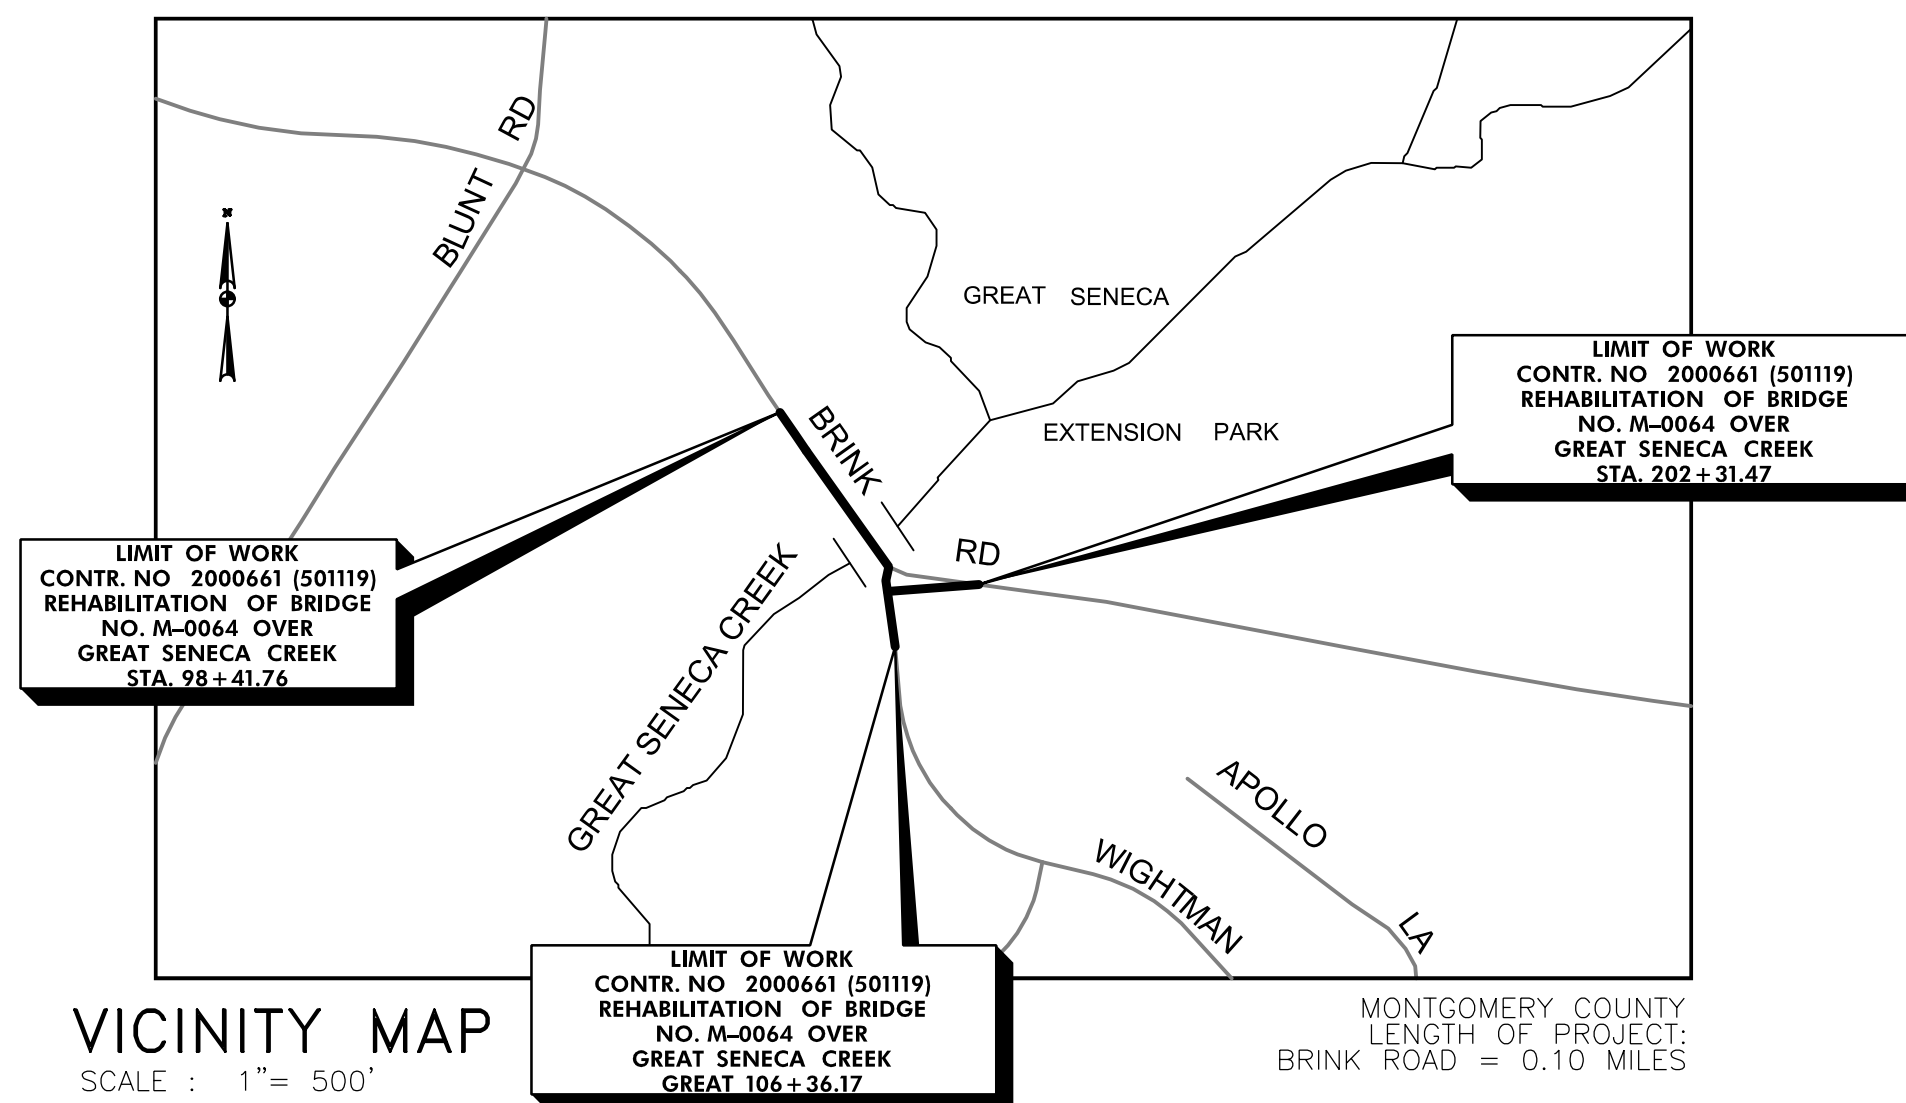 BLUNT RD
GREAT SENECA
EXTENSION PARK
BRINK RD
LIMIT OF WORK
CONTR. NO 2000661 (501119)
REHABILITATION OF BRIDGE
NO. M-0064 OVER
GREAT SENECA CREEK
STA. 202+31.47
LIMIT OF WORK
CONTR. NO 2000661 (501119)
REHABILITATION OF BRIDGE
NO. M-0064 OVER
GREAT SENECA CREEK
STA. 98+41.76
GREAT SENECA CREEK
APOLLO LA
WIGHTMAN
LIMIT OF WORK
CONTR. NO 2000661 (501119)
REHABILITATION OF BRIDGE
NO. M-0064 OVER
GREAT SENECA CREEK
GREAT 106+36.17
VICINITY MAP
SCALE : 1"= 500'
MONTGOMERY COUNTY
LENGTH OF PROJECT:
BRINK ROAD = 0.10 MILES